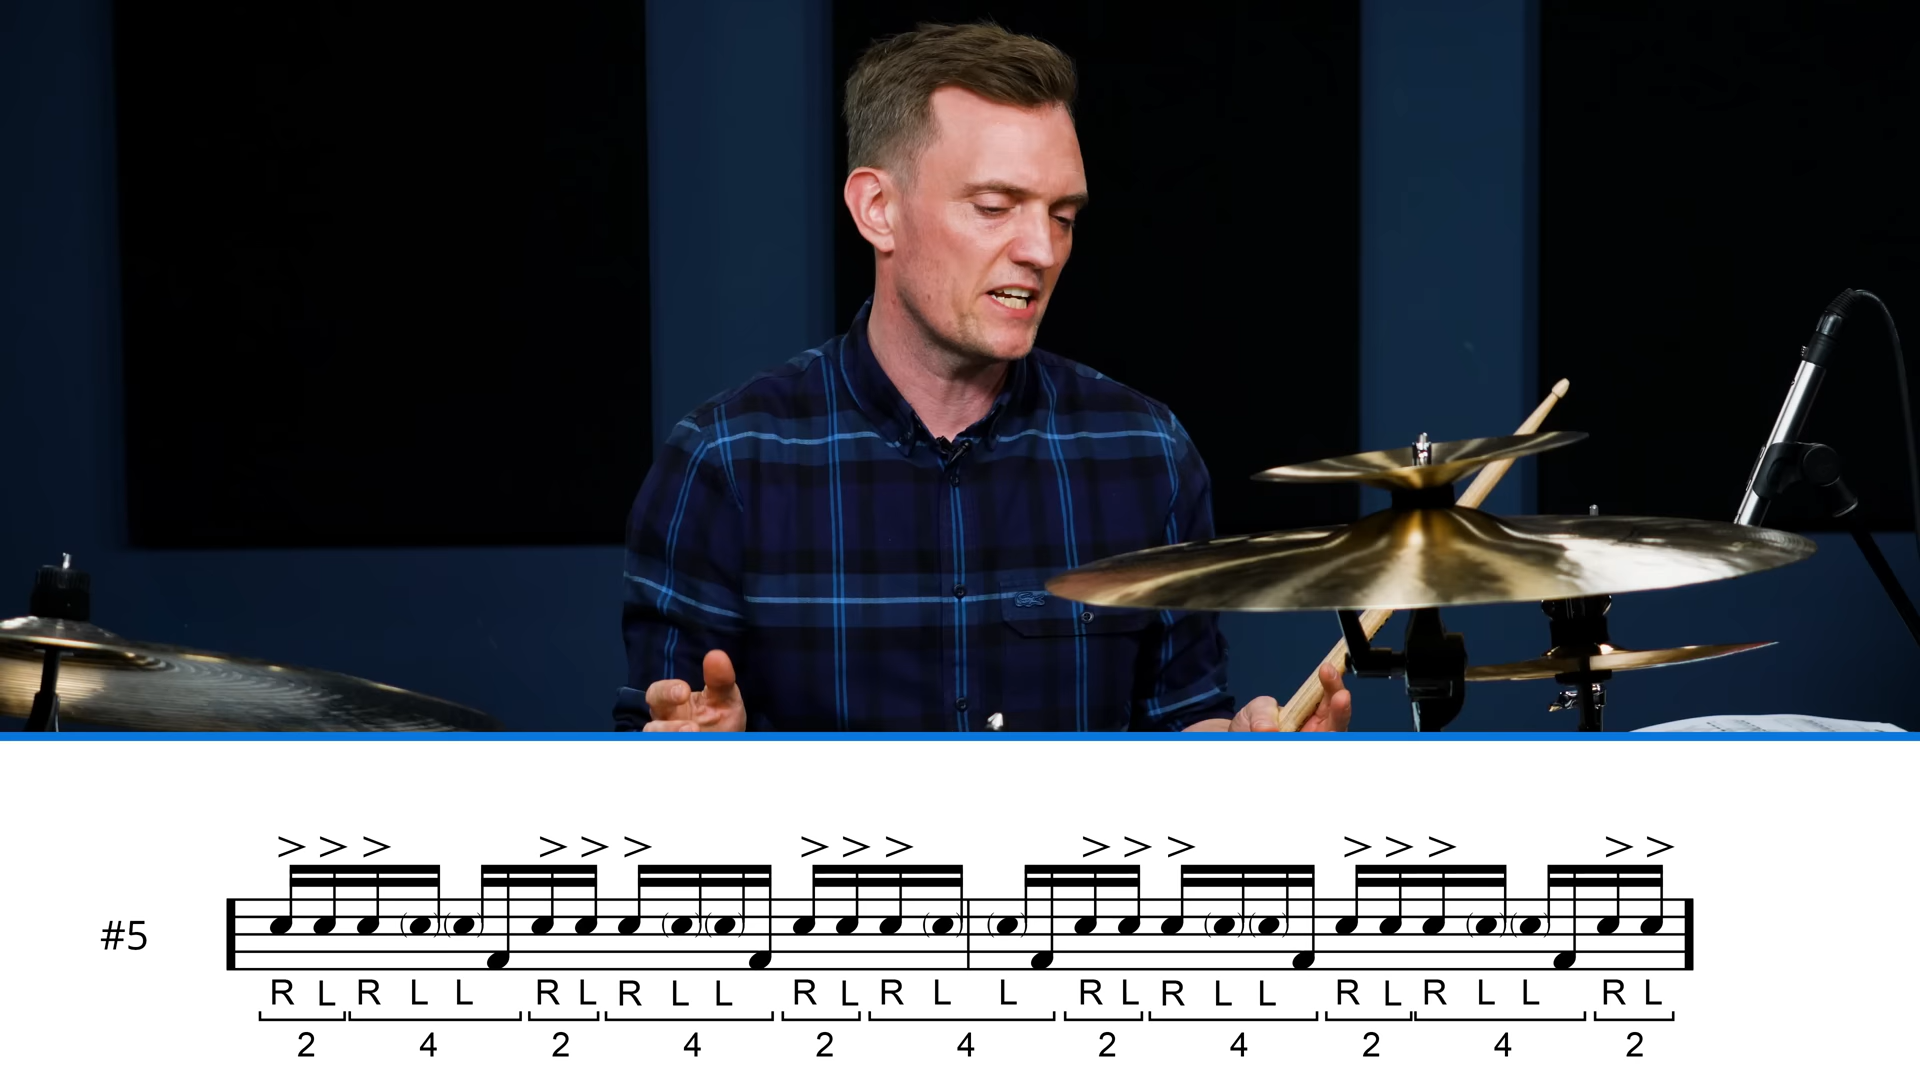 > > > > > > > > > > > > > > > > >
#5
R L R L L R L R L L R L R L L R L R L L R L R L L R L
2 4 2 4 2 4 2 4 2 4 2